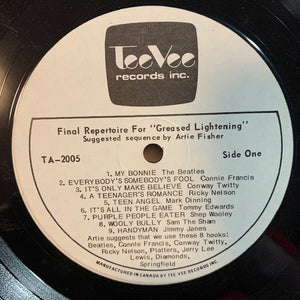 TeeVee
records inc.
Final Repertoire For "Greased Lightening"
Suggested sequence by Artie Fisher
TA-2005 Side One
1. MY BONNIE The Beatles
2. EVERYBODY'S SOMEBODY'S FOOL Connie Francis
3. IT'S ONLY MAKE BELIEVE Conway Twitty
4. A TEENAGER'S ROMANCE Ricky Nelson
5. TEEN ANGEL Mark Dinning
6. IT'S ALL IN THE GAME Tommy Edwards
7. PURPLE PEOPLE EATER Shep Wooley
8. WOOLY BULLY Sam The Sham
9. HANDYMAN Jimmy Jones
Artie suggests that we use these 8 hooks:
Beatles, Connie Francis, Conway Twitty,
Ricky Nelson, Platters, Jerry Lee
Lewis, Diamonds,
Springfield
MANUFACTURED IN CANADA BY TEE VEE RECORDS INC.